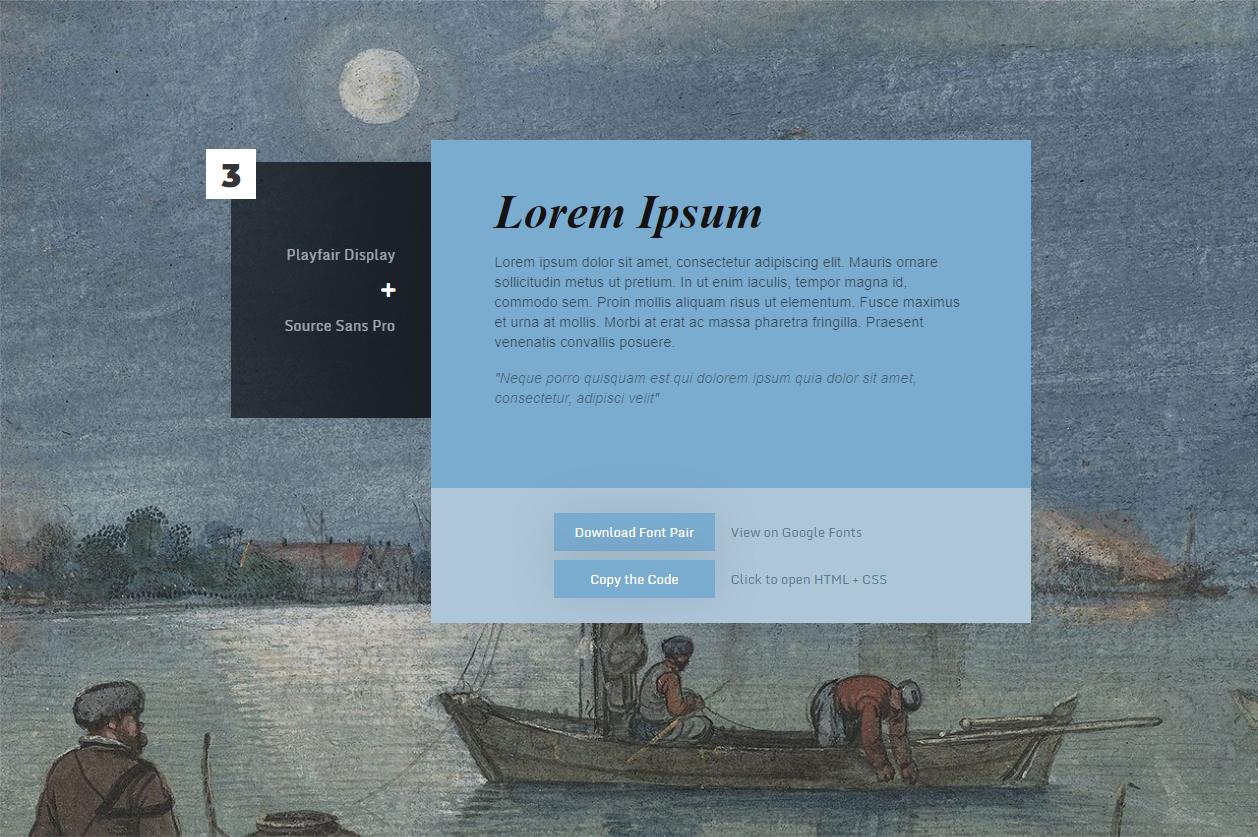 3
Playfair Display
+
Source Sans Pro
Lorem Ipsum
Lorem ipsum dolor sit amet, consectetur adipiscing elit. Mauris ornare
sollicitudin metus ut pretium. In ut enim iaculis, tempor magna id,
commodo sem. Proin mollis aliquam risus ut elementum. Fusce maximus
et urna at mollis. Morbi at erat ac massa pharetra fringilla. Praesent
venenatis convallis posuere.
"Neque porro quisquam est qui dolorem ipsum quia dolor sit amet,
consectetur, adipisci velit"
Download Font Pair View on Google Fonts
Copy the Code Click to open HTML + CSS